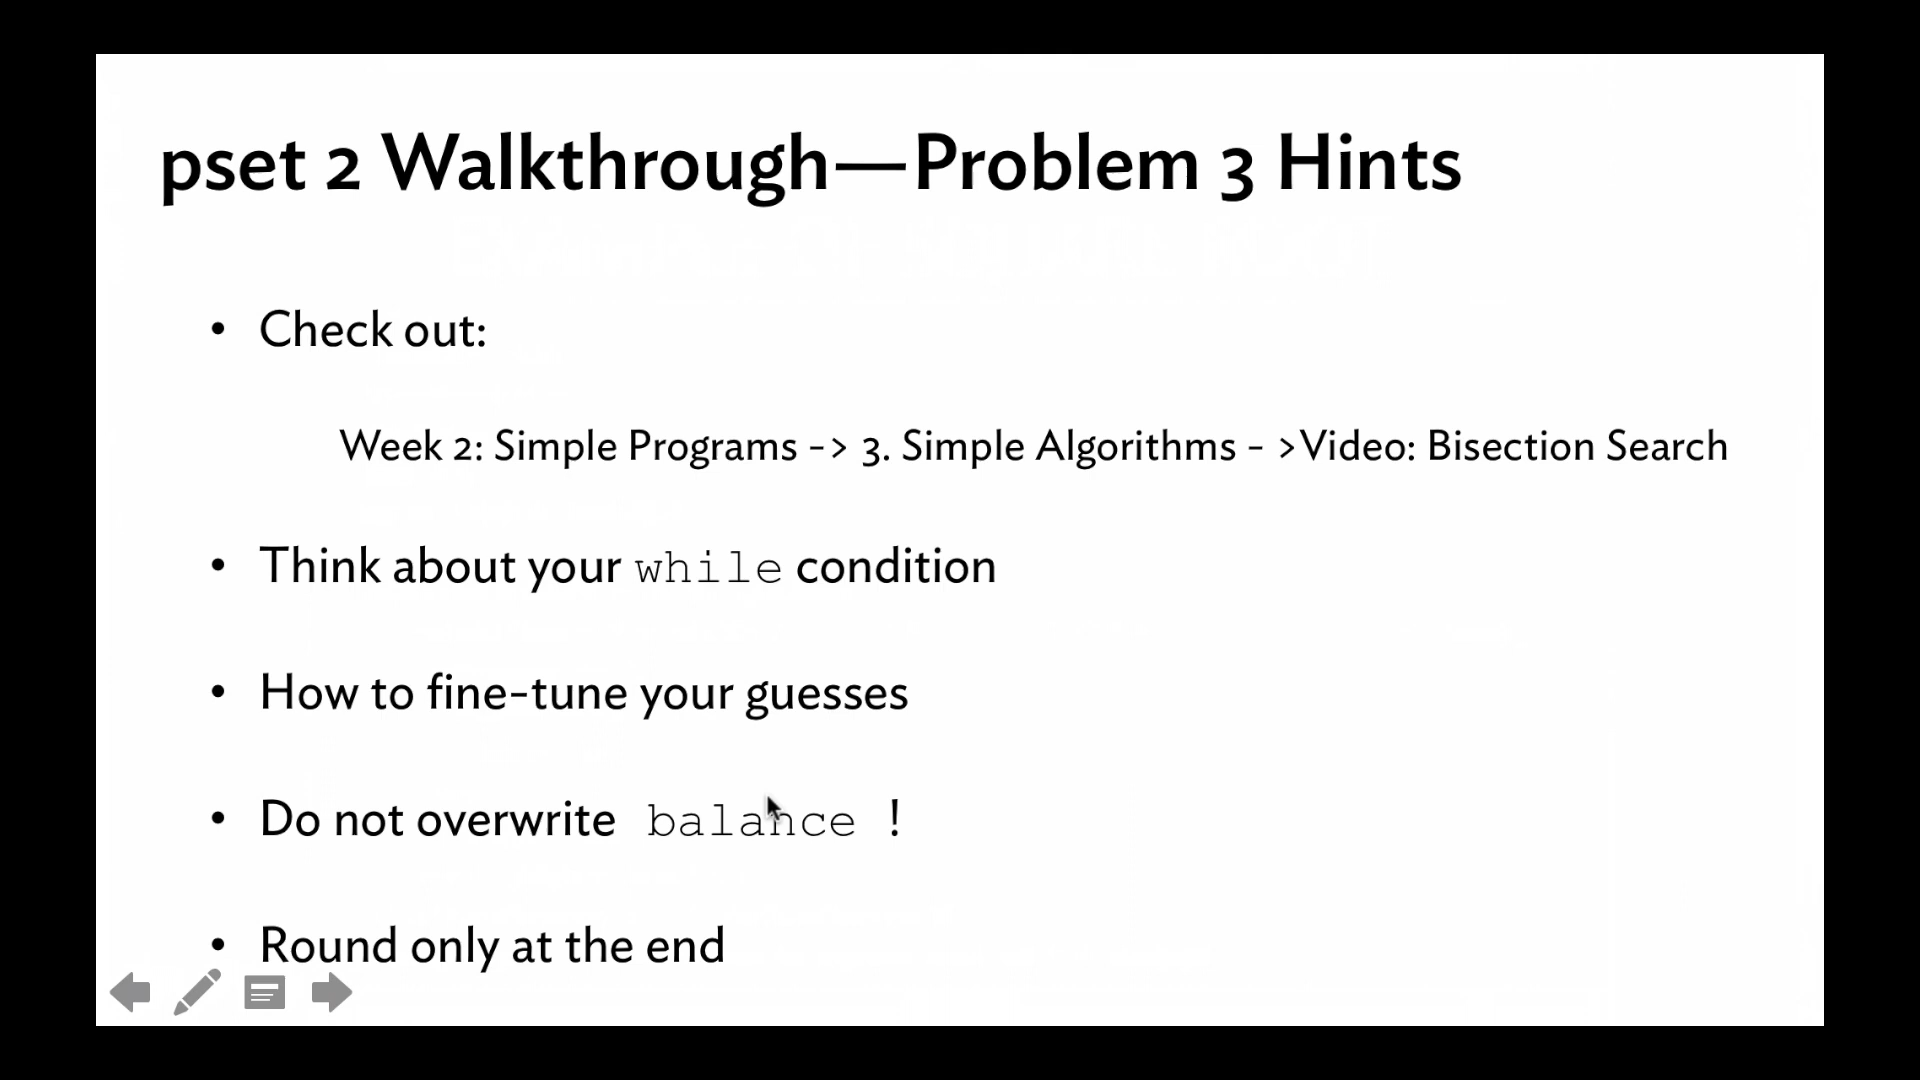 pset 2 Walkthrough—Problem 3 Hints
• Check out:
Week 2: Simple Programs -> 3. Simple Algorithms - >Video: Bisection Search
• Think about your while condition
• How to fine-tune your guesses
• Do not overwrite balance !
• Round only at the end